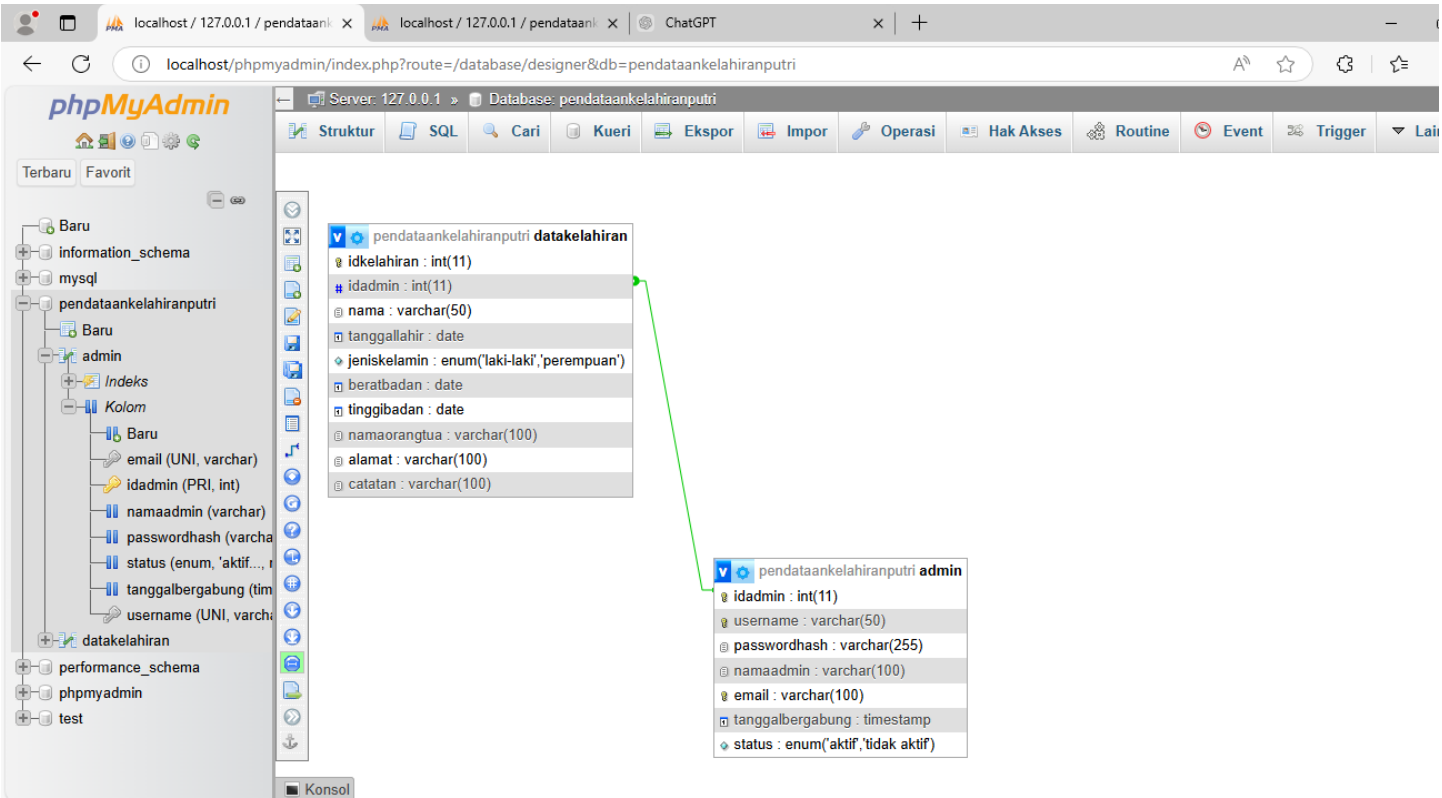 localhost / 127.0.0.1 / pendataank
localhost / 127.0.0.1 / pendataank
ChatGPT
localhost/phpmyadmin/index.php?route=/database/designer&db=pendataankelahiranputri
phpMyAdmin
Terbaru Favorit
Baru
information_schema
mysql
pendataankelahiranputri
Baru
admin
Indeks
Kolom
Baru
email (UNI, varchar)
idadmin (PRI, int)
namaadmin (varchar)
passwordhash (varcha
status (enum, 'aktif...,
tanggalbergabung (tim
username (UNI, varcha
datakelahiran
performance_schema
phpmyadmin
test
Server: 127.0.0.1 » Database: pendataankelahiranputri
Struktur SQL Cari Kueri Ekspor Impor Operasi Hak Akses Routine Event Trigger Lain
pendataankelahiranputri datakelahiran
idkelahiran : int(11)
idadmin : int(11)
nama : varchar(50)
tanggallahir : date
jeniskelamin : enum('laki-laki','perempuan')
beratbadan : date
tinggibadan : date
namaorangtua : varchar(100)
alamat : varchar(100)
catatan : varchar(100)
pendataankelahiranputri admin
idadmin : int(11)
username : varchar(50)
passwordhash : varchar(255)
namaadmin : varchar(100)
email : varchar(100)
tanggalbergabung : timestamp
status : enum('aktif','tidak aktif')
Konsol